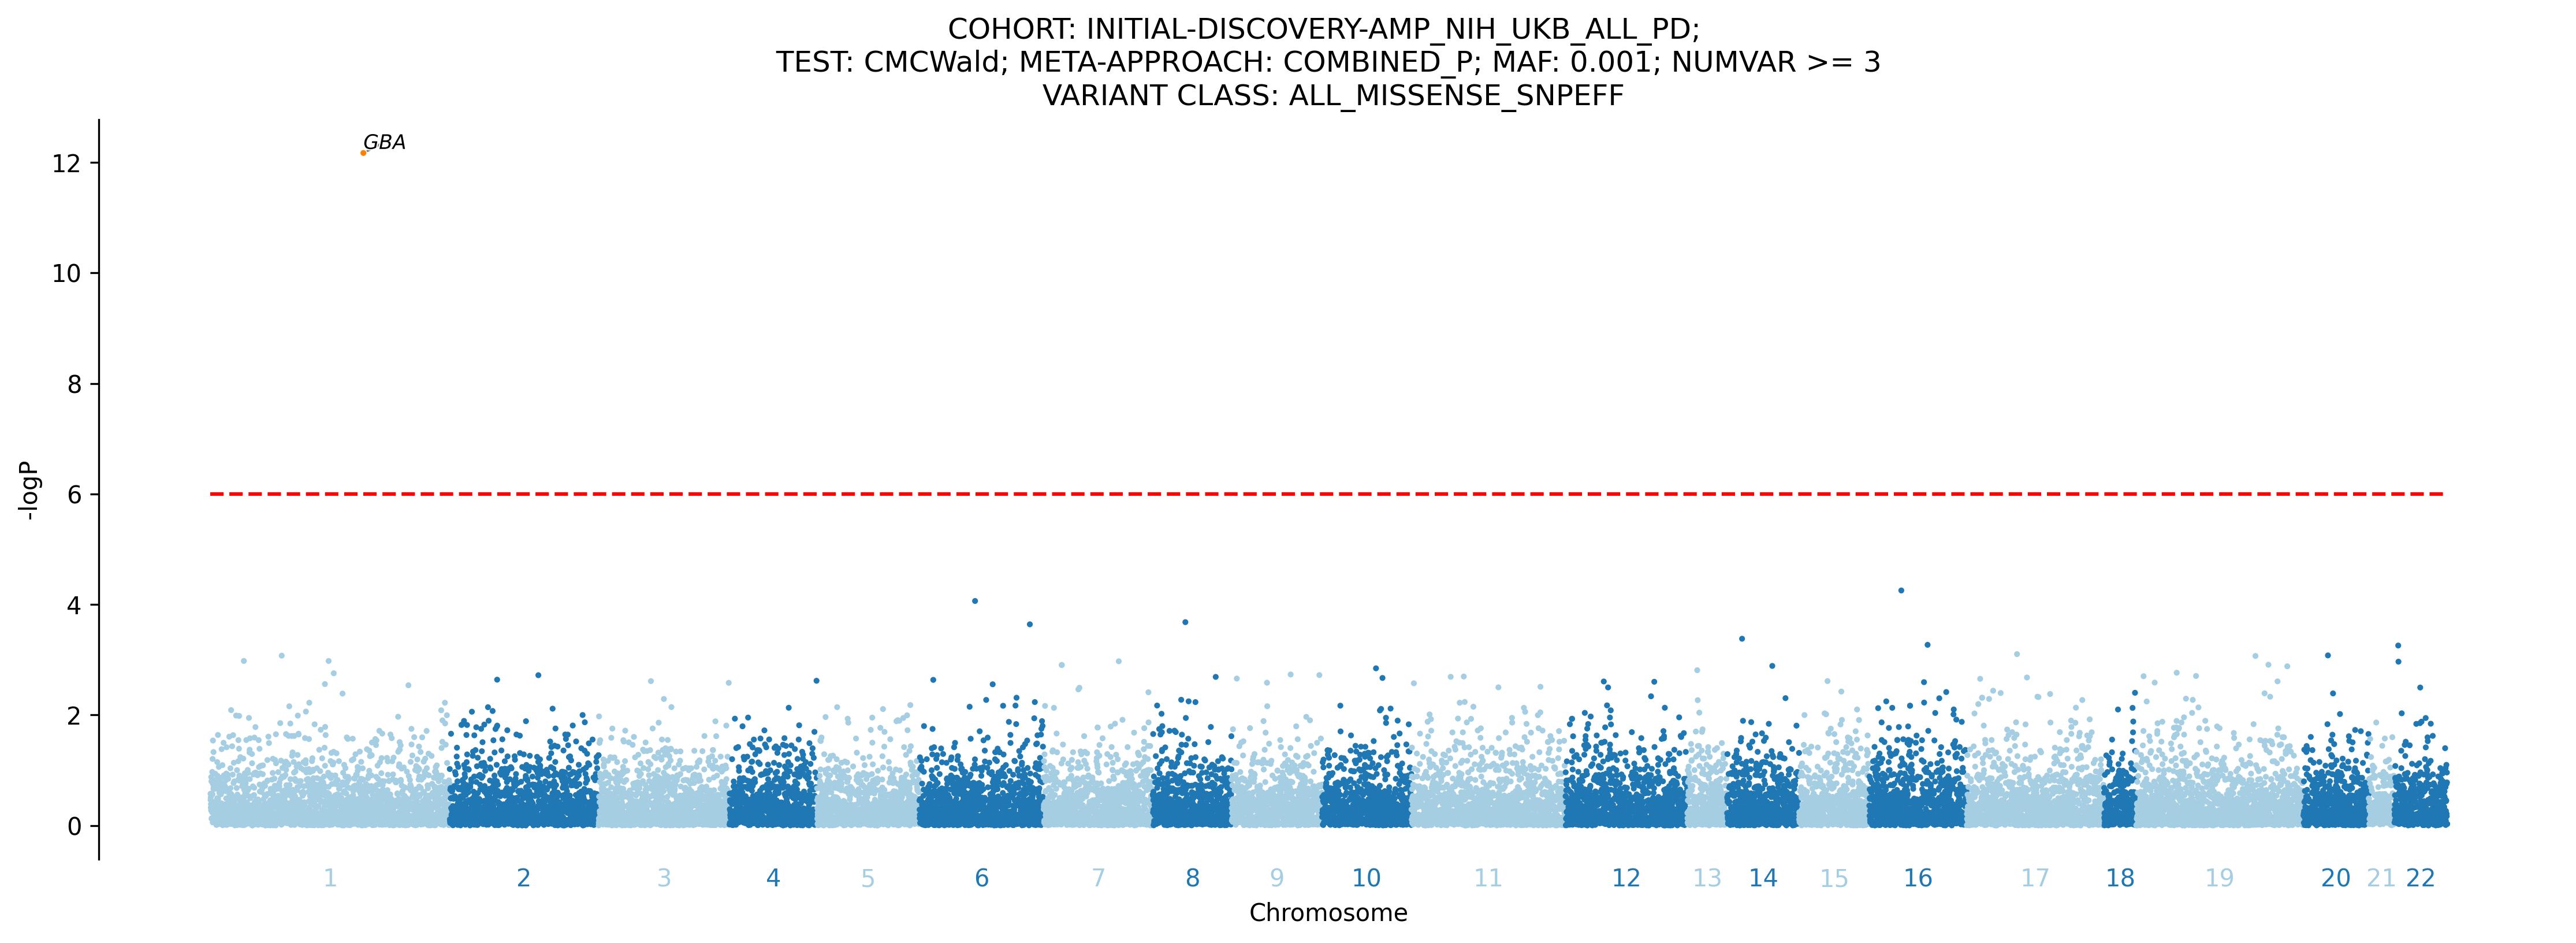 COHORT: INITIAL-DISCOVERY-AMP_NIH_UKB_ALL_PD;
TEST: CMCWald; META-APPROACH: COMBINED_P; MAF: 0.001; NUMVAR >= 3
VARIANT CLASS: ALL_MISSENSE_SNPEFF
GBA
12
10
8
6
4
2
0
-logP
1 2 3 4 5 6 7 8 9 10 11 12 13 14 15 16 17 18 19 20 21 22
Chromosome